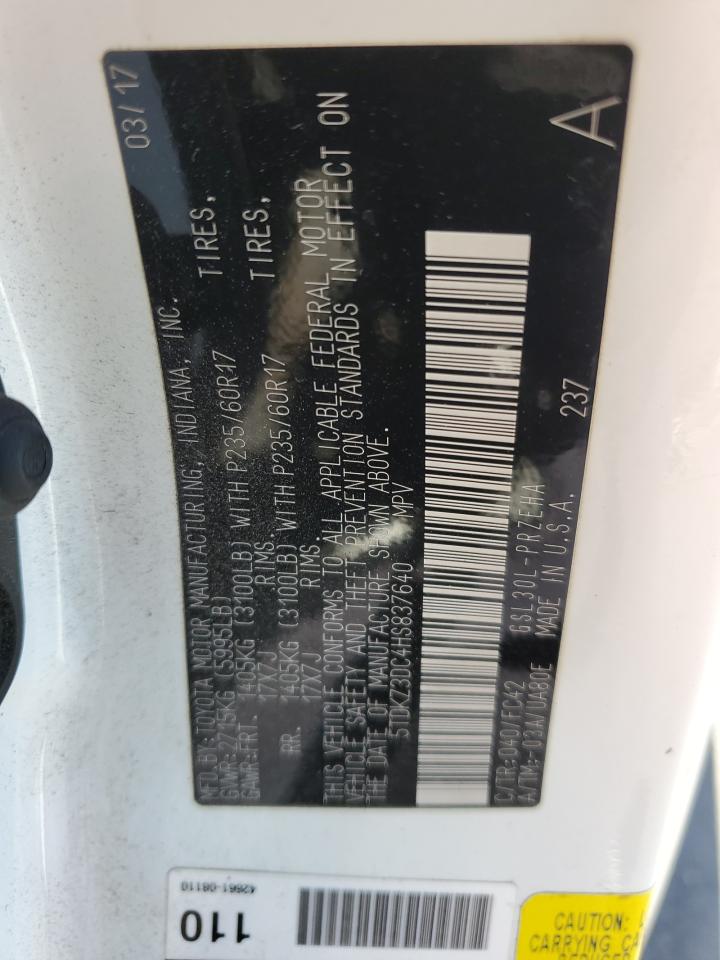 MFD BY: TOYOTA MOTOR MANUFACTURING, INDIANA, INC. 03/17
GVWR: 2715KG (5995LB)
GAWR: FRT. 1405KG (3100LB) WITH P235/60R17 TIRES,
17X7J RIMS.
RR. 1405KG (3100LB) WITH P235/60R17 TIRES,
17X7J RIMS.
THIS VEHICLE CONFORMS TO ALL APPLICABLE FEDERAL MOTOR
VEHICLE SAFETY AND THEFT PREVENTION STANDARDS IN EFFECT ON
THE DATE OF MANUFACTURE SHOWN ABOVE.
5TDKZ3DC4HS837640 MPV
C/TR: 040/FC42 GSL30L-PRZEHA 237
A/TM: -03A/UA80E MADE IN U.S.A.
A
110
42661-08110
CAUTION:
CARRYING